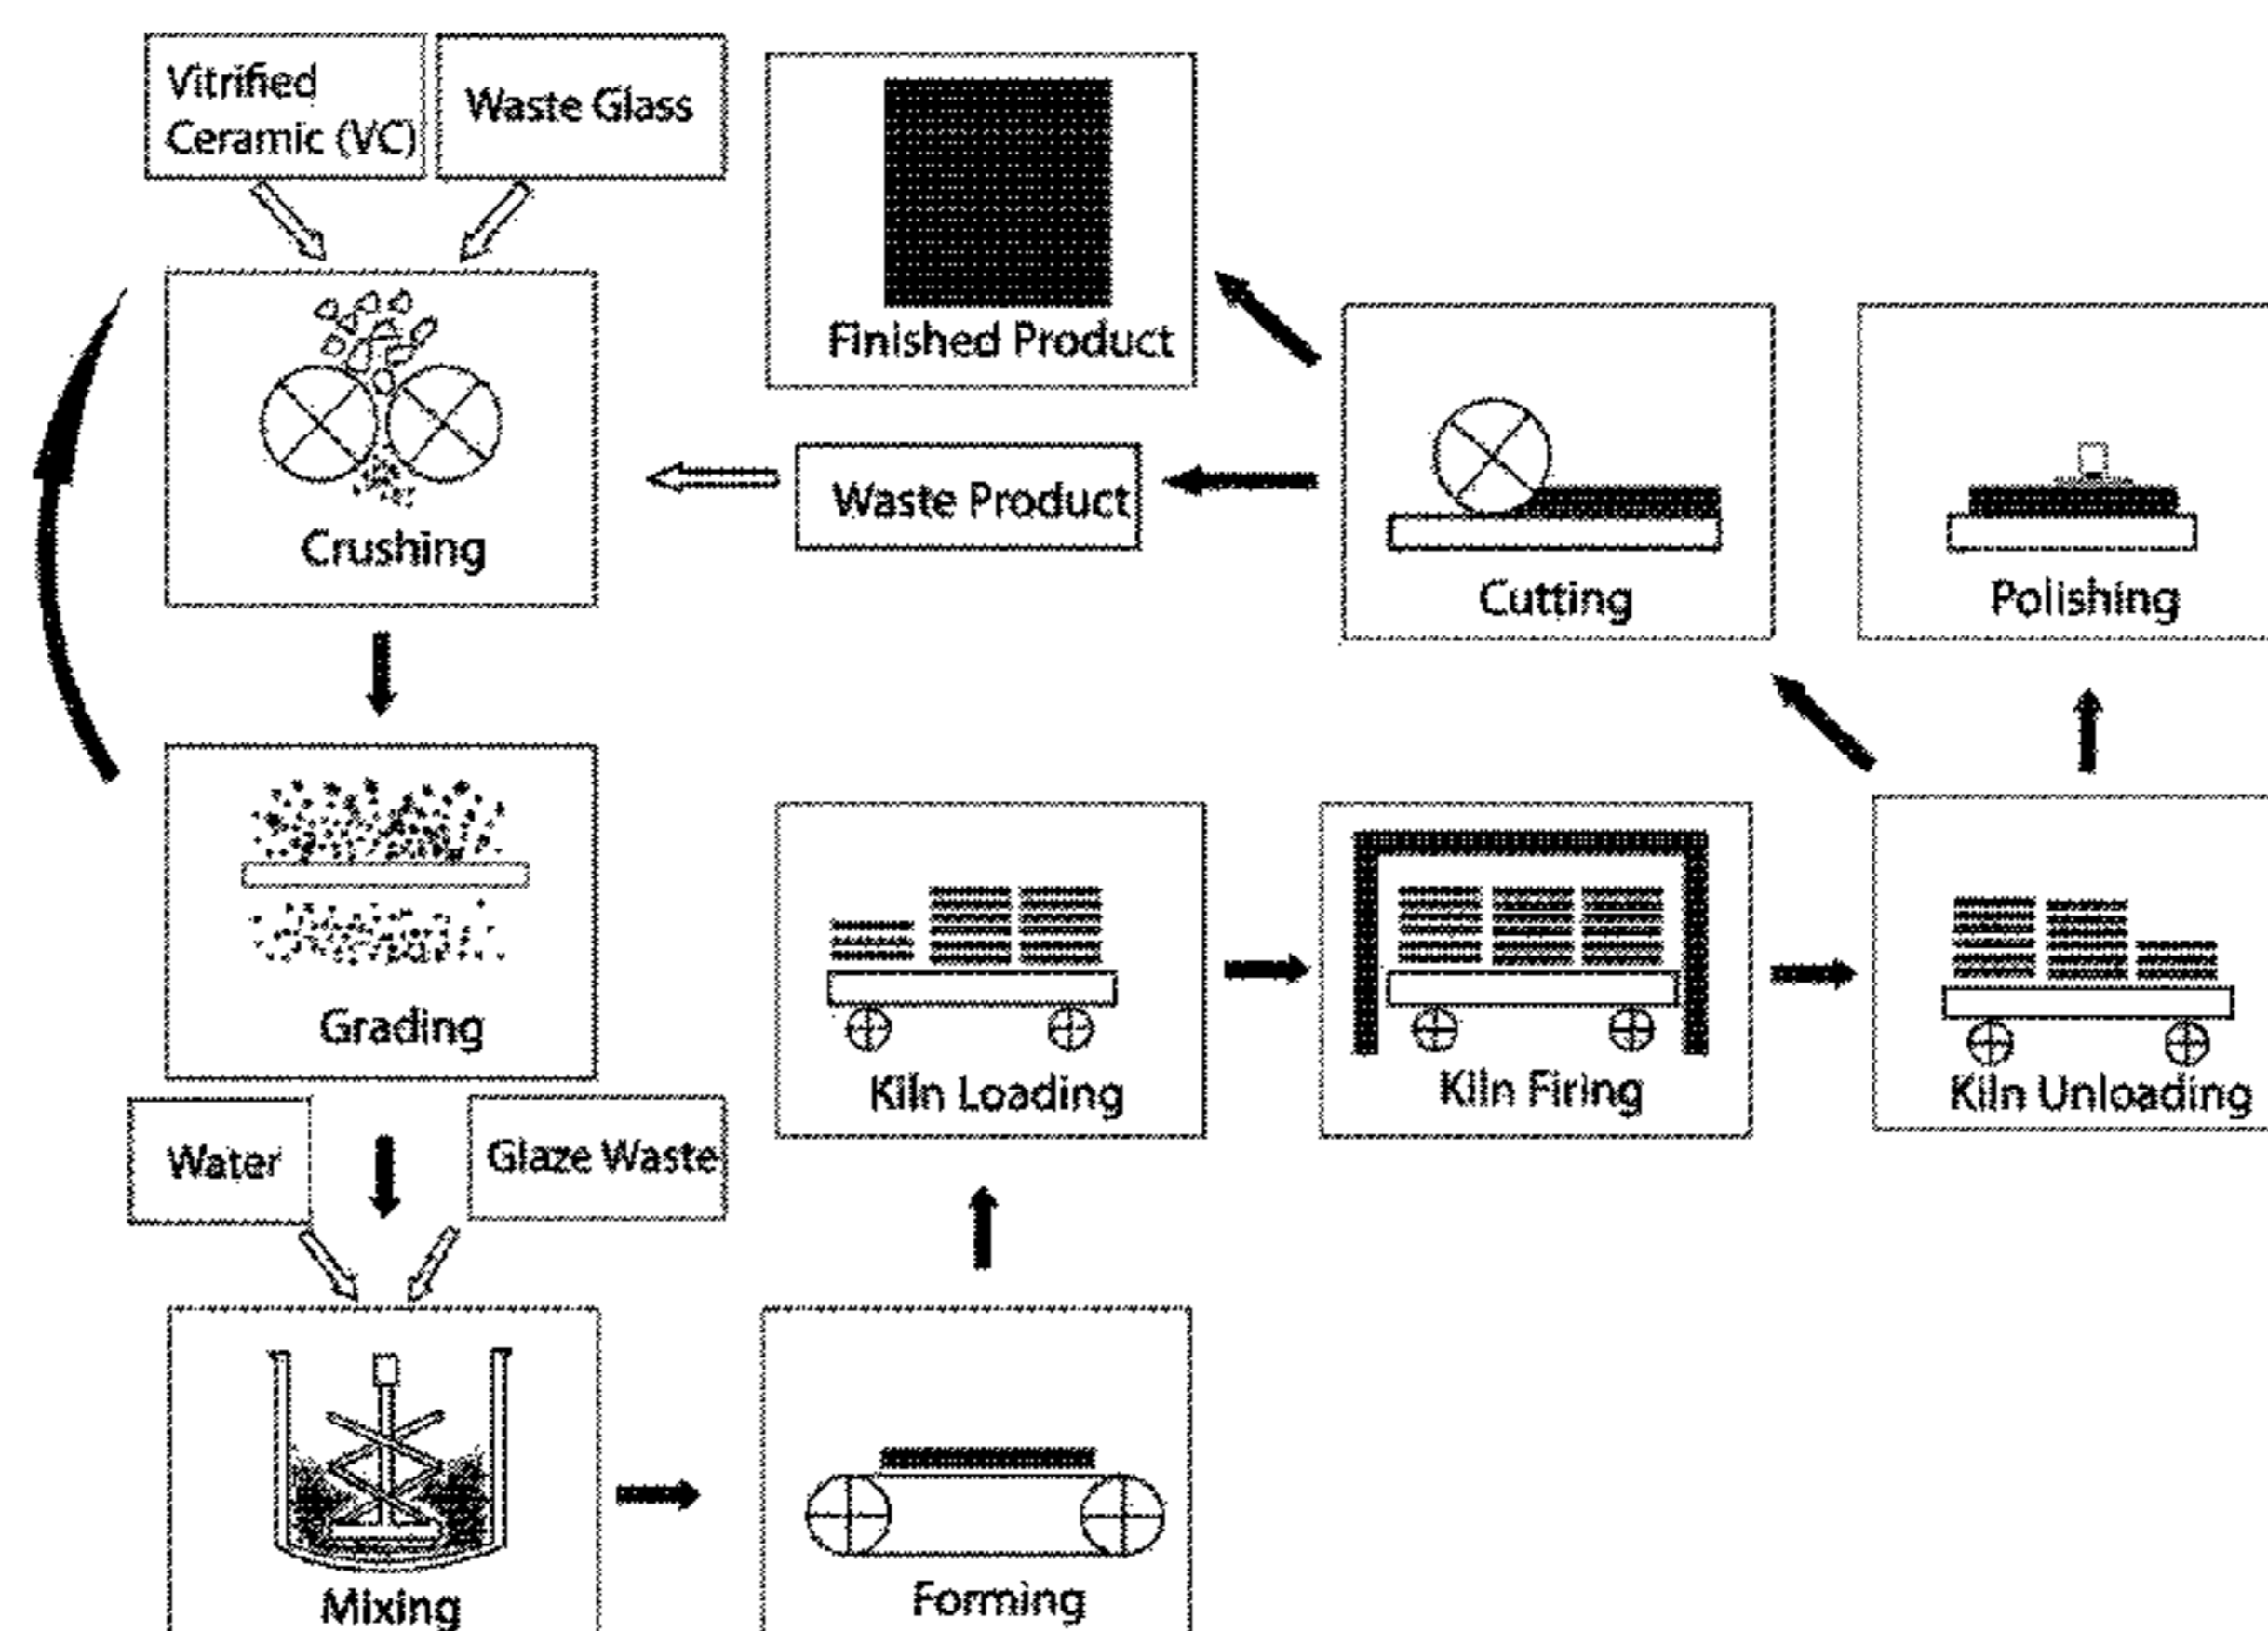 Vitrified
Ceramic (VC)
Waste Glass
Finished Product
Crushing
Waste Product
Cutting
Polishing
Grading
Water
Glaze Waste
Kiln Loading
Kiln Firing
Kiln Unloading
Mixing
Forming